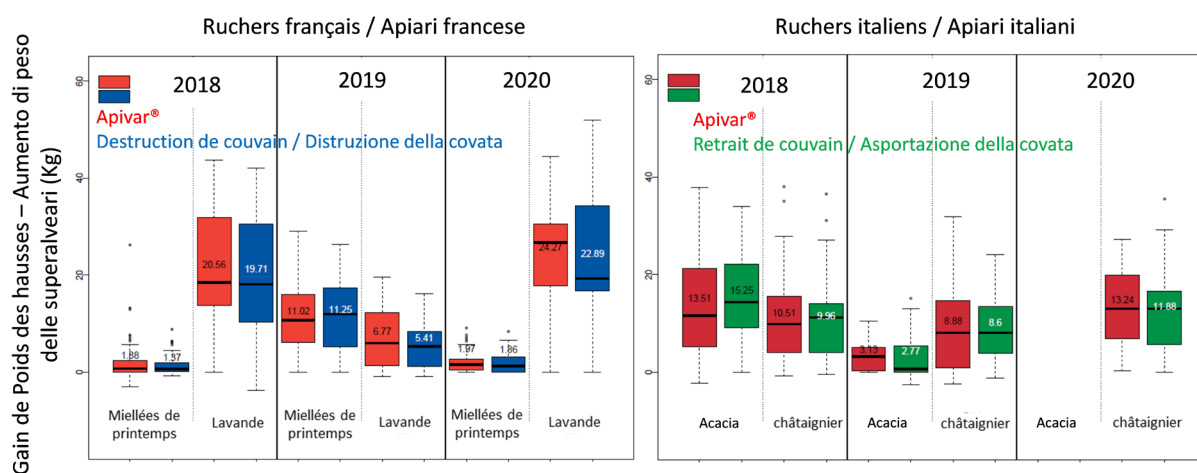 Ruchers français / Apiari francese
Gain de Poids des hausses – Aumento di peso
delle superalveari (Kg)
60
40
20
0
2018
2019
2020
Apivar®
Destruction de couvain / Distruzione della covata
1.88
1.37
20.56
19.71
11.02
11.25
6.77
5.41
1.97
1.86
24.27
22.89
Miellées de
printemps
Lavande
Miellées de
printemps
Lavande
Miellées de
printemps
Lavande
Ruchers italiens / Apiari italiani
60
40
20
0
2018
2019
2020
Apivar®
Retrait de couvain / Asportazione della covata
13.51
15.25
10.51
9.96
3.13
2.77
8.88
8.6
13.24
11.88
Acacia
châtaignier
Acacia
châtaignier
Acacia
châtaignier